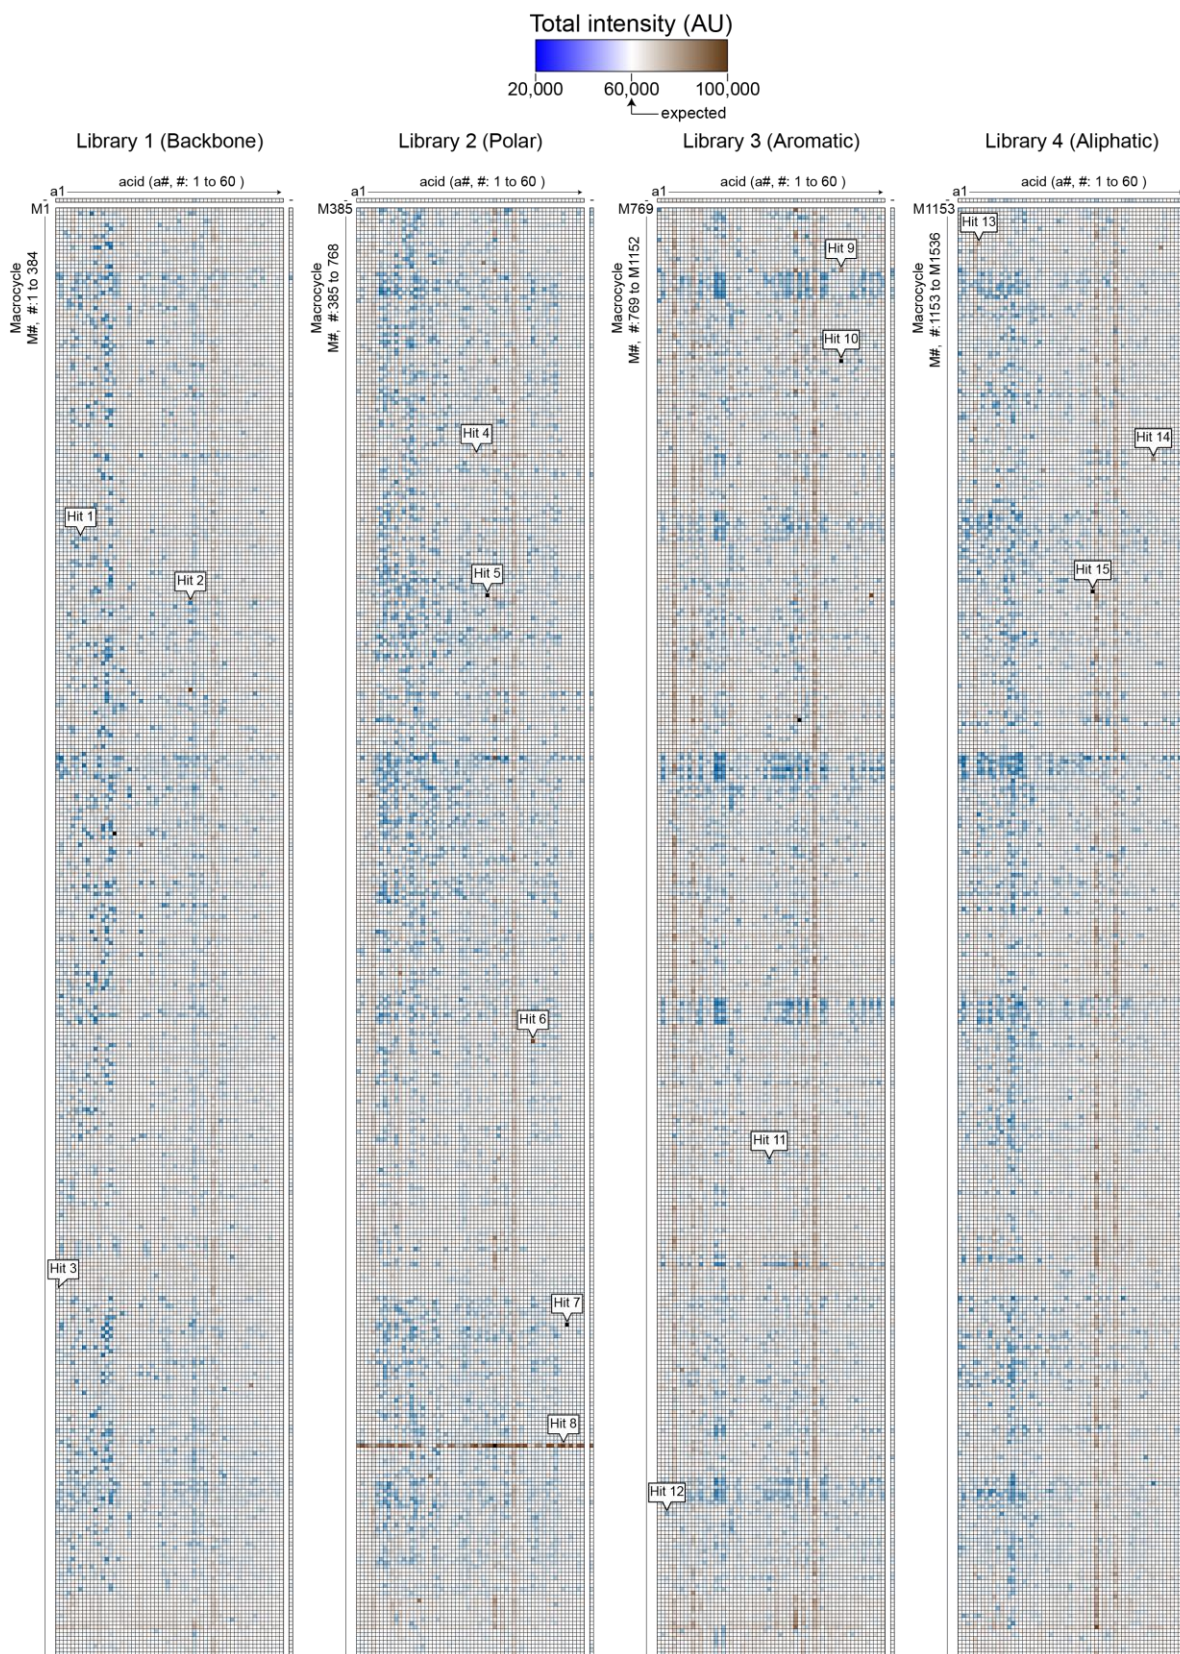 Total intensity (AU)
20,000 60,000 100,000
expected
Library 1 (Backbone)
acid (a#, #: 1 to 60 )
a1
-
M1
-
Macrocycle
M#, #:1 to 384
Hit 1
Hit 2
Hit 3
Library 2 (Polar)
acid (a#, #: 1 to 60 )
a1
-
M385
-
Macrocycle
M#, #:385 to 768
Hit 4
Hit 5
Hit 6
Hit 7
Hit 8
Library 3 (Aromatic)
acid (a#, #: 1 to 60 )
a1
-
M769
-
Macrocycle
M#, #:769 to M1152
Hit 9
Hit 10
Hit 11
Hit 12
Library 4 (Aliphatic)
acid (a#, #: 1 to 60 )
a1
M1153
Macrocycle
M#, #:1153 to M1536
Hit 13
Hit 14
Hit 15